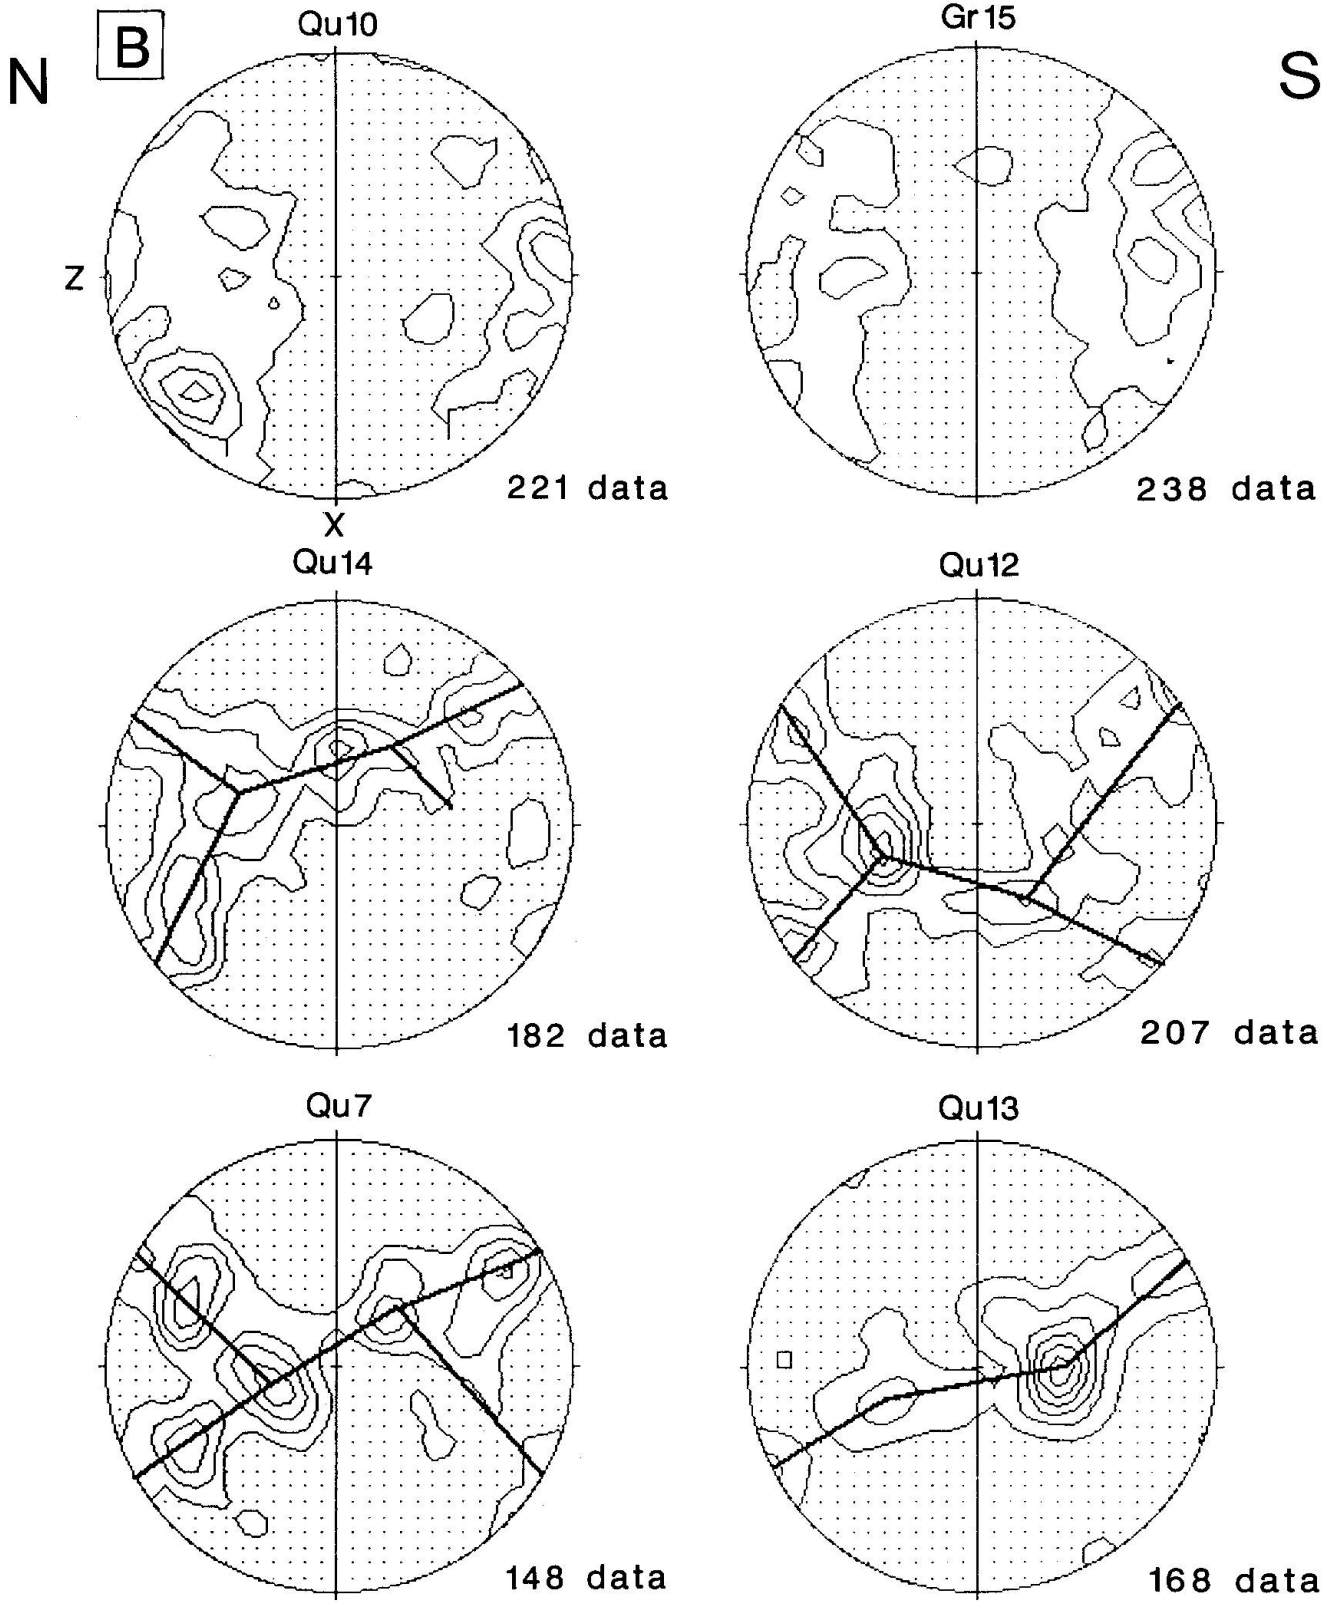 N
B
Qu10
Gr15
S
Z
X
221 data
238 data
Qu14
Qu12
182 data
207 data
Qu7
Qu13
148 data
168 data